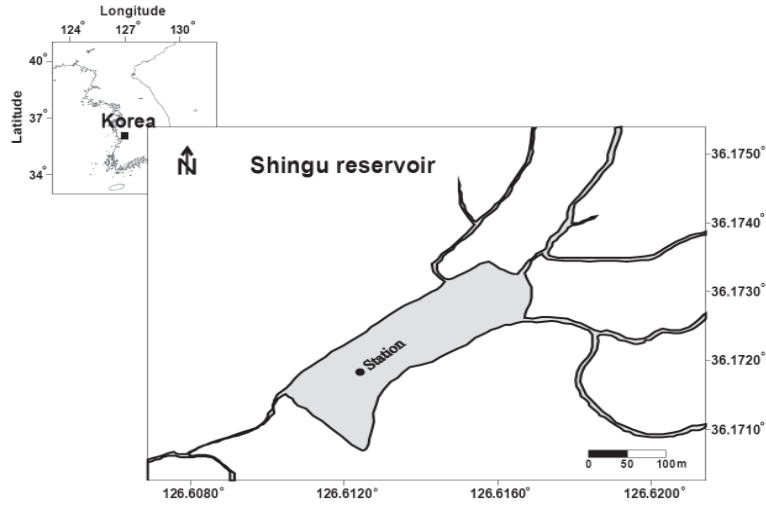 Longitude
124° 127° 130°
Latitude
40°
37°
34°
Korea
N
Shingu reservoir
Station
36.1750°
36.1740°
36.1730°
36.1720°
36.1710°
0 50 100m
126.6080° 126.6120° 126.6160° 126.6200°